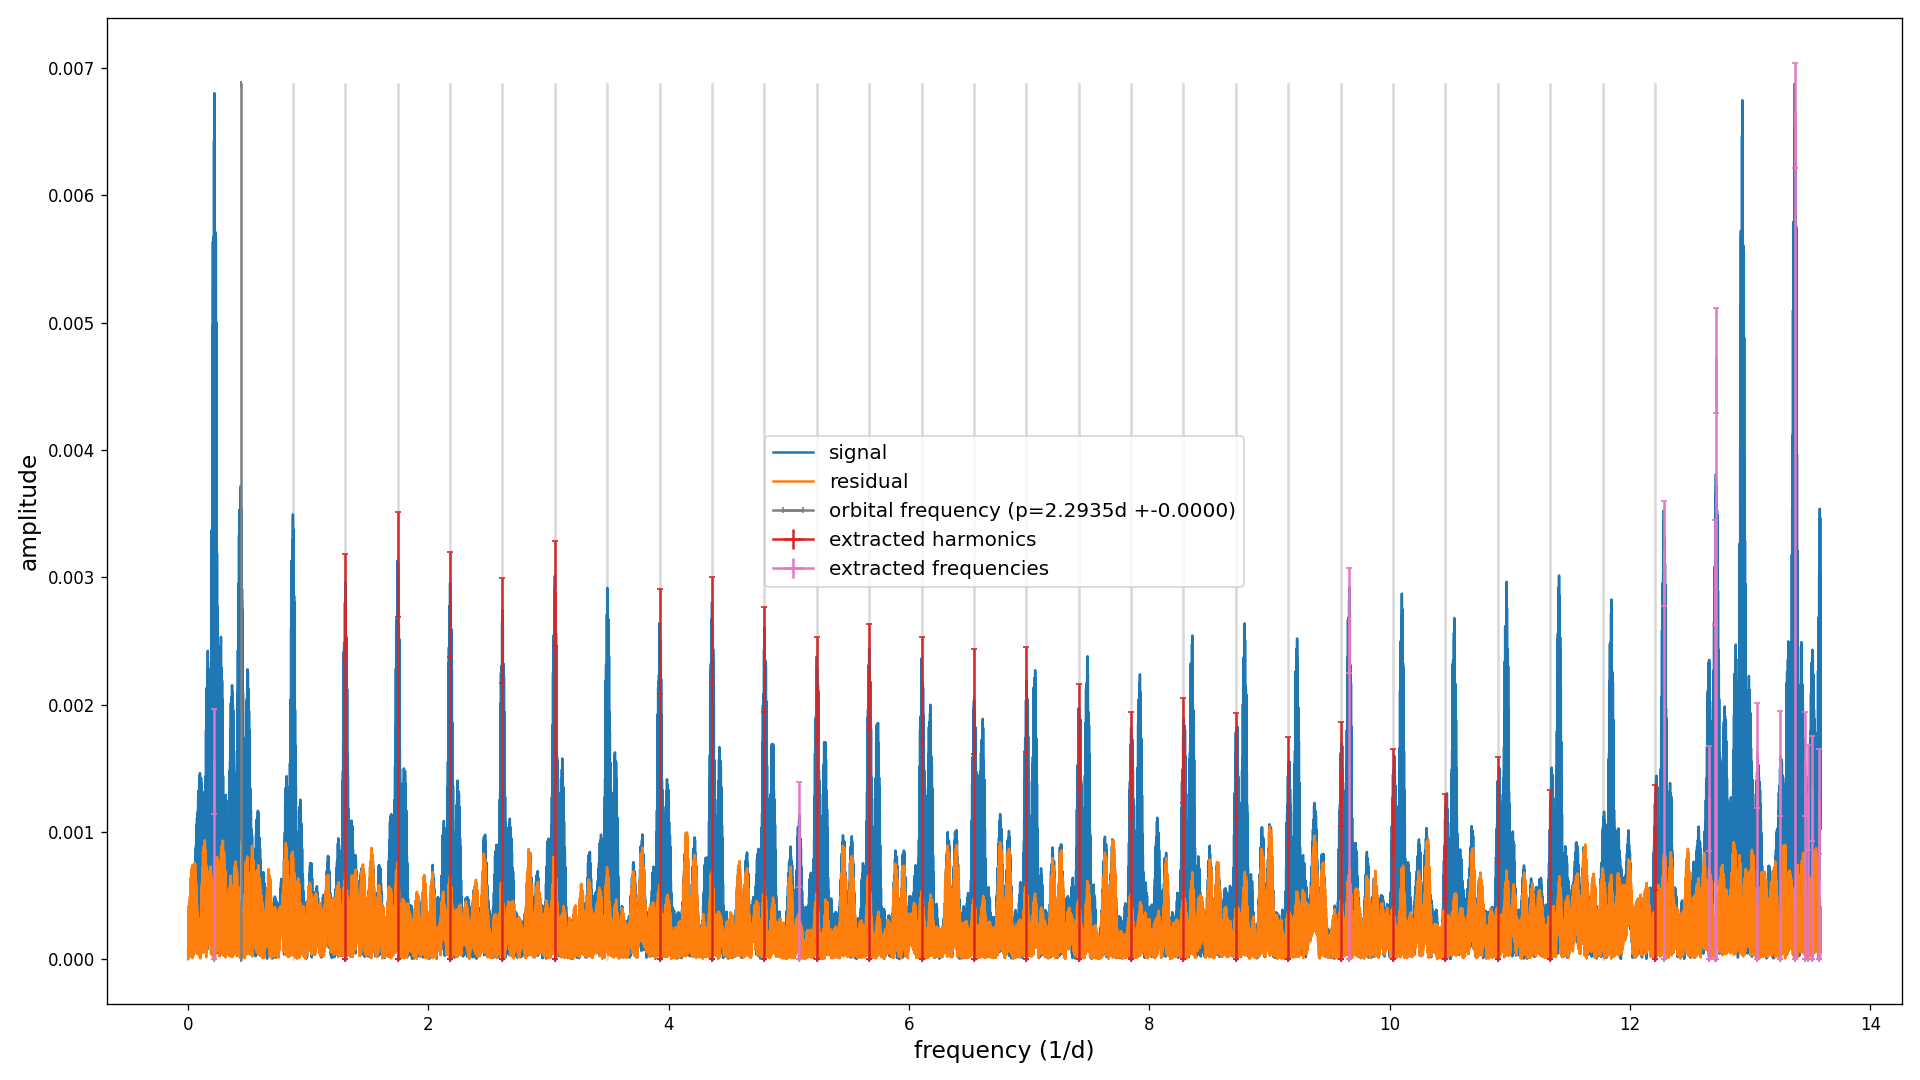 0.007
0.006
0.005
0.004
0.003
0.002
0.001
0.000
amplitude
signal
residual
orbital frequency (p=2.2935d +-0.0000)
extracted harmonics
extracted frequencies
0 2 4 6 8 10 12 14
frequency (1/d)